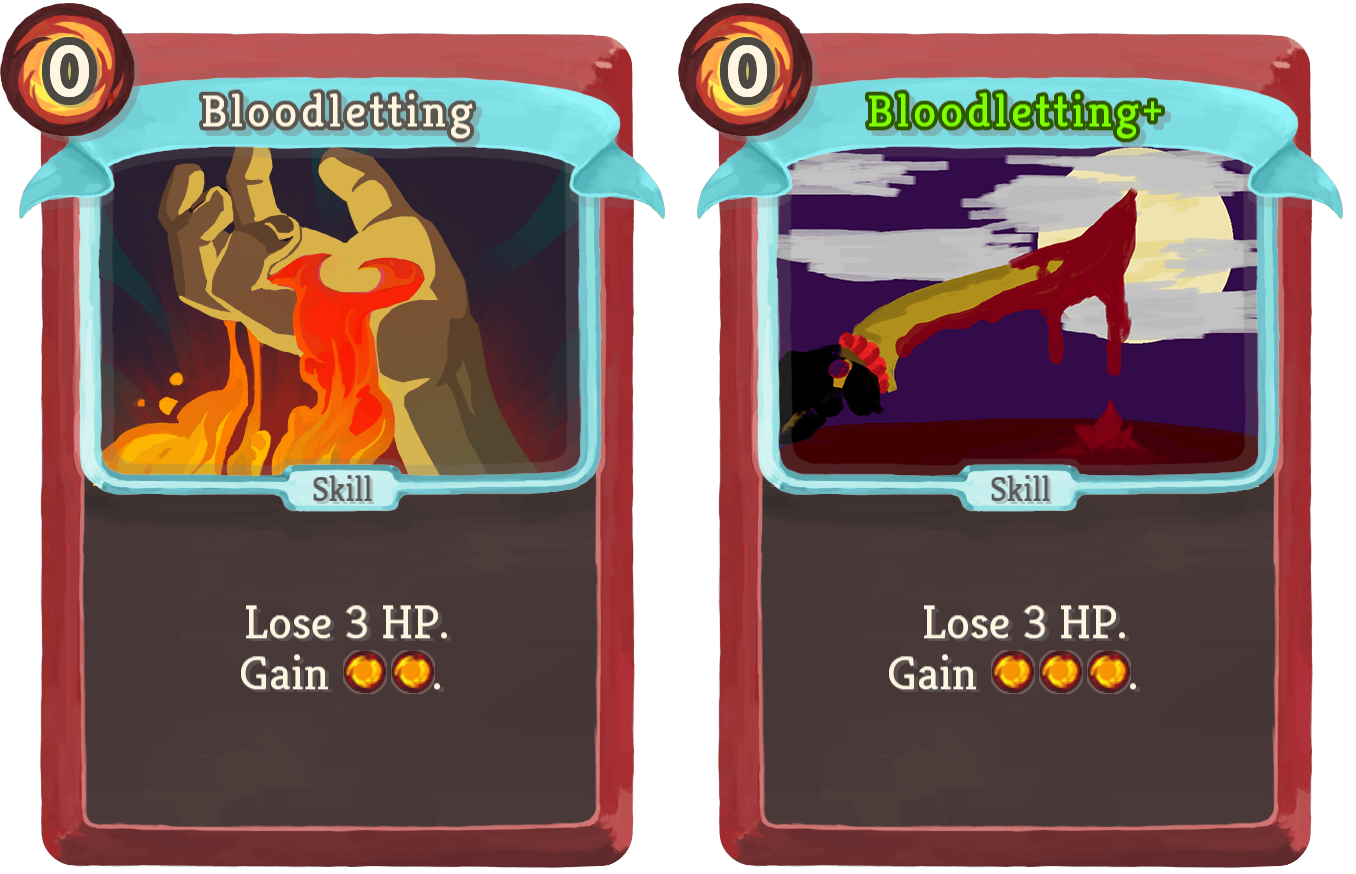 0
Bloodletting
Skill
Lose 3 HP.
Gain .
0
Bloodletting+
Skill
Lose 3 HP.
Gain .